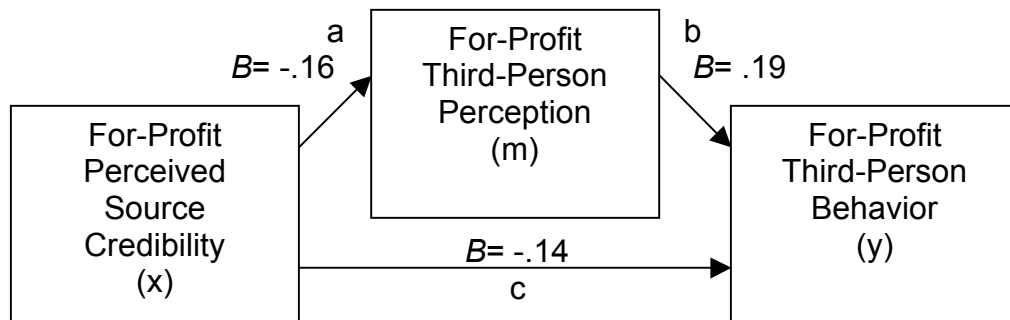 a
B= -.16
For-Profit
Third-Person
Perception
(m)
b
B= .19
For-Profit
Perceived
Source
Credibility
(x)
B= -.14
c
For-Profit
Third-Person
Behavior
(y)